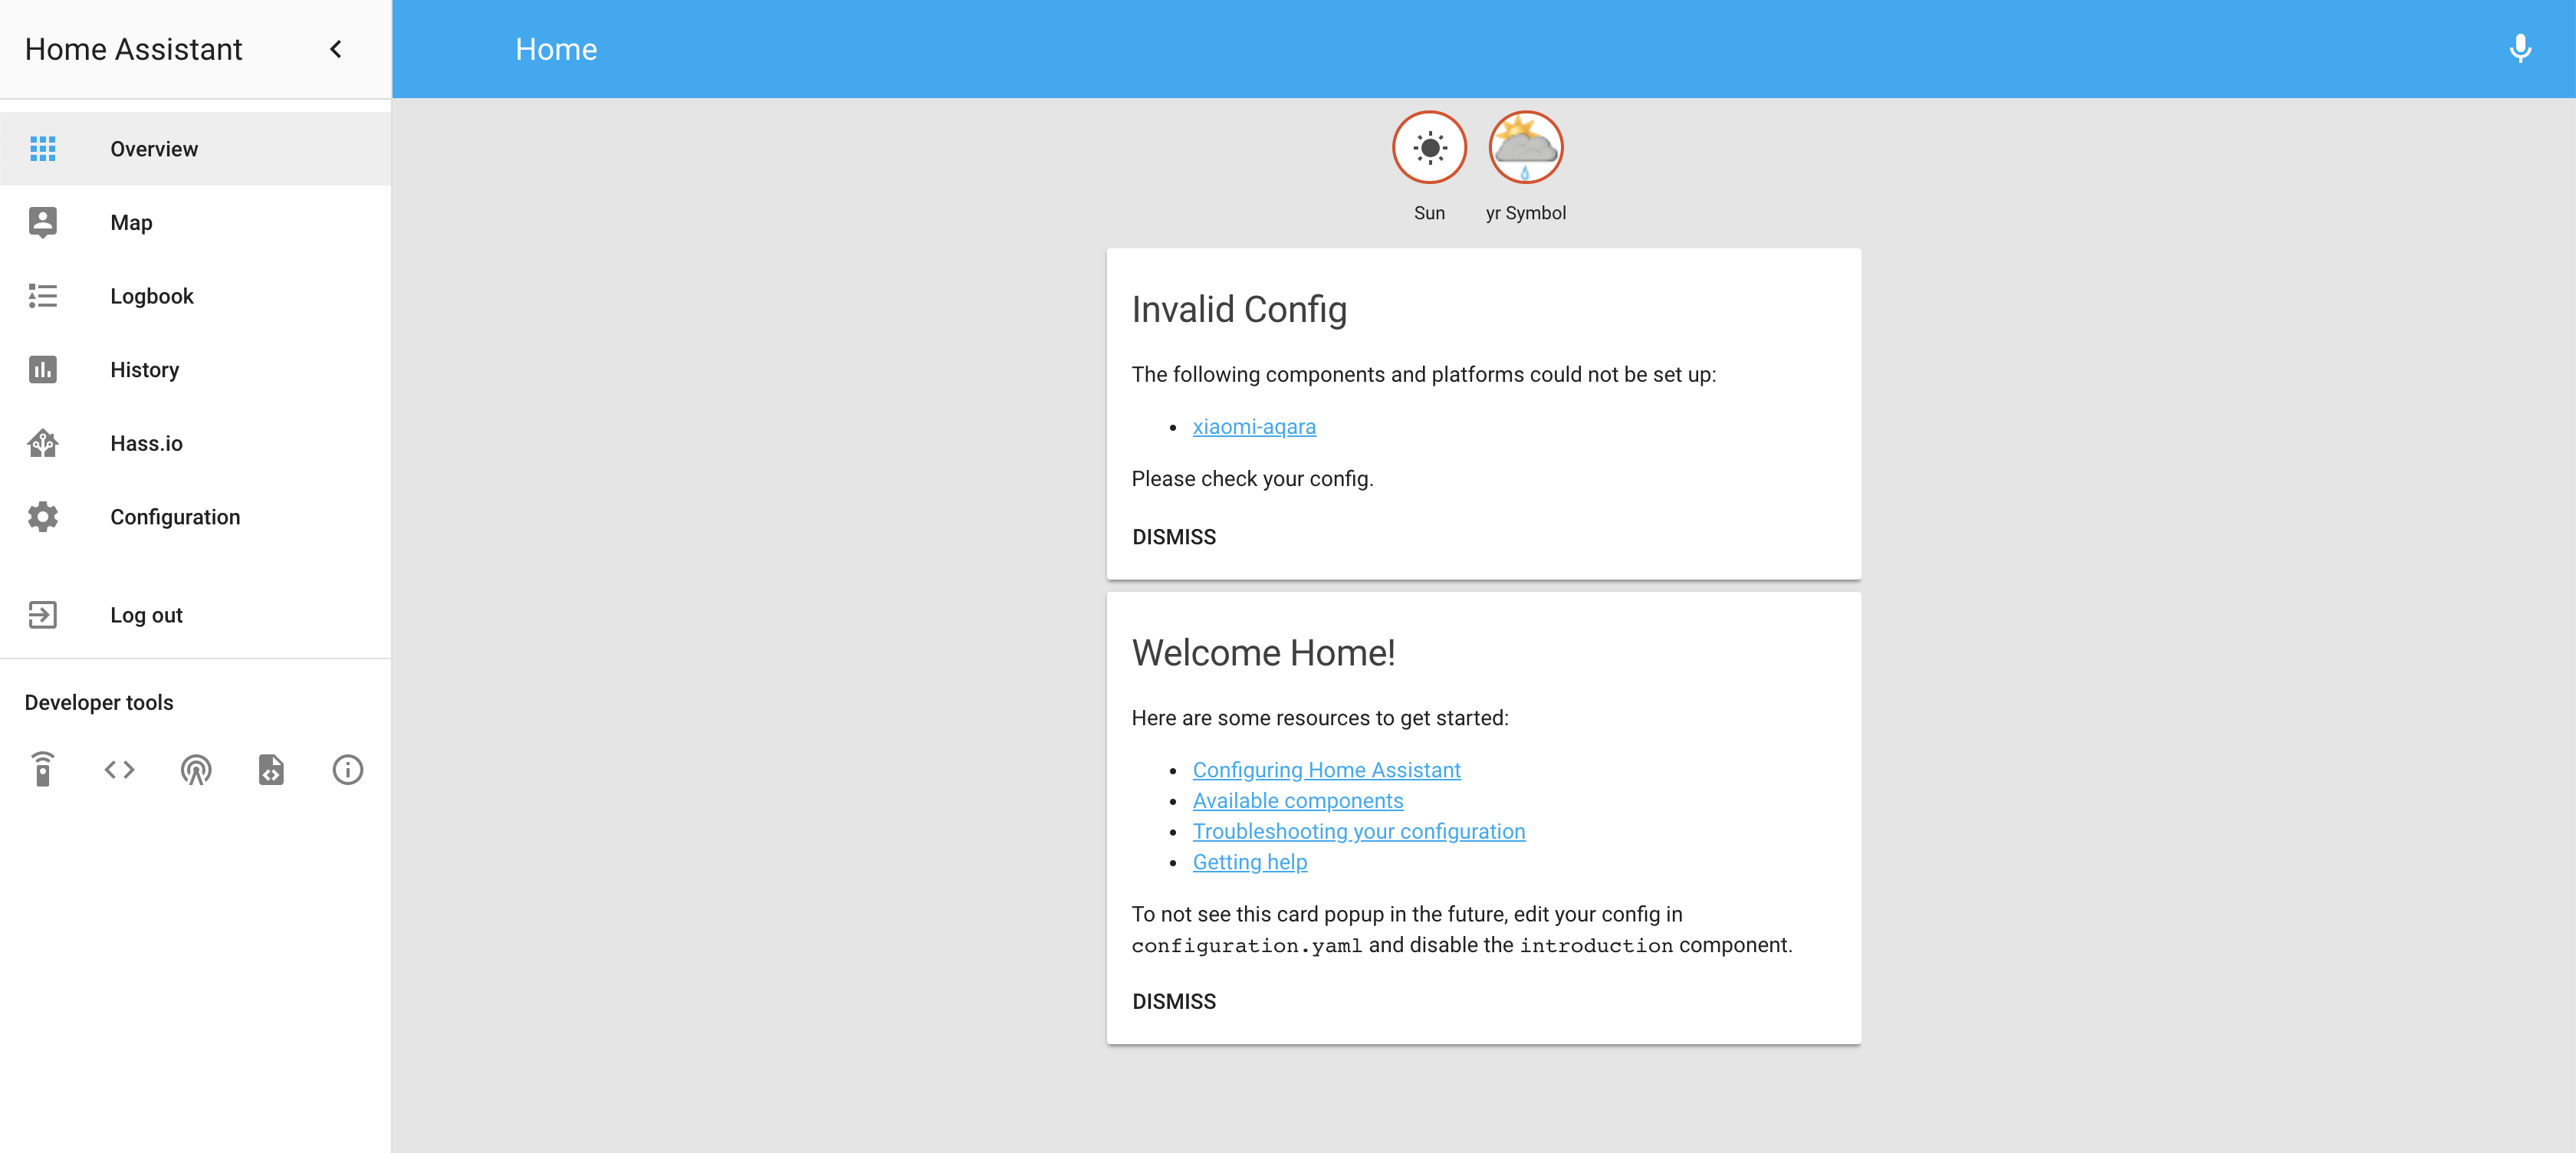 Home Assistant
Home
Overview
Map
Logbook
History
Hass.io
Configuration
Log out
Developer tools
Sun
yr Symbol
Invalid Config
The following components and platforms could not be set up:
xiaomi-aqara
Please check your config.
DISMISS
Welcome Home!
Here are some resources to get started:
Configuring Home Assistant
Available components
Troubleshooting your configuration
Getting help
To not see this card popup in the future, edit your config in
configuration.yaml and disable the introduction component.
DISMISS